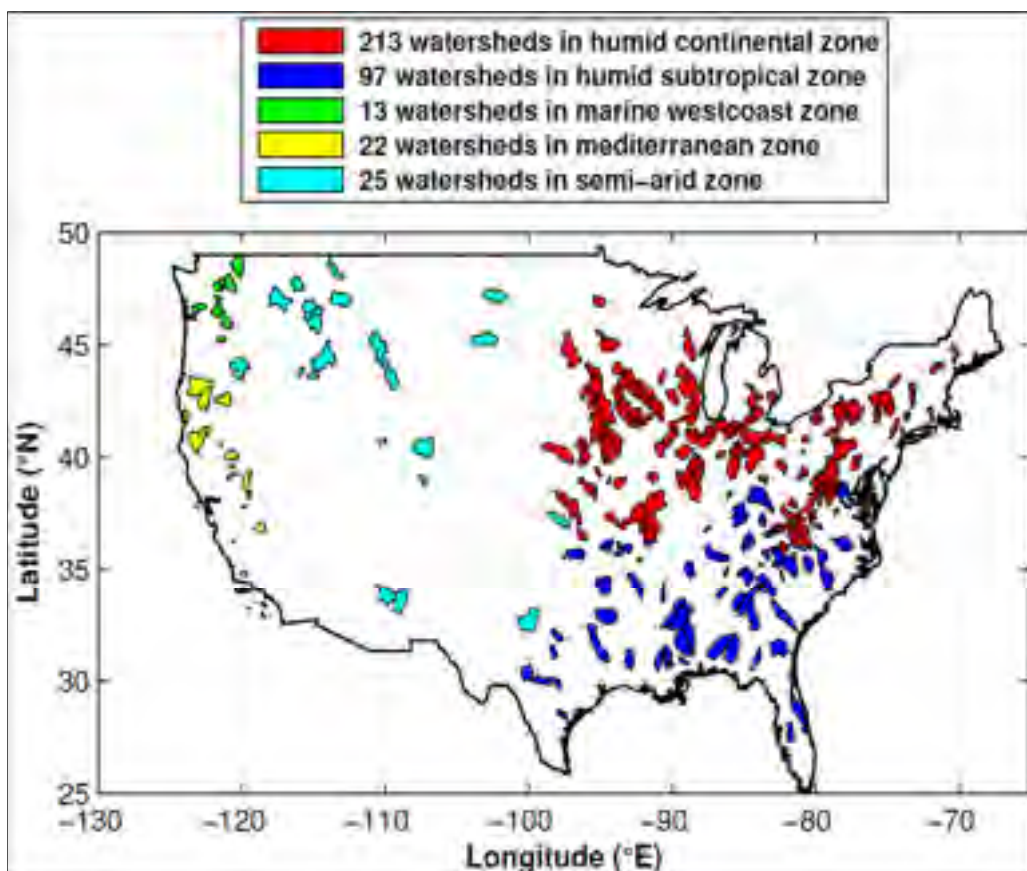 213 watersheds in humid continental zone
97 watersheds in humid subtropical zone
13 watersheds in marine westcoast zone
22 watersheds in mediterranean zone
25 watersheds in semi-arid zone
50
45
40
35
30
25
Latitude (°N)
-130 -120 -110 -100 -90 -80 -70
Longitude (°E)